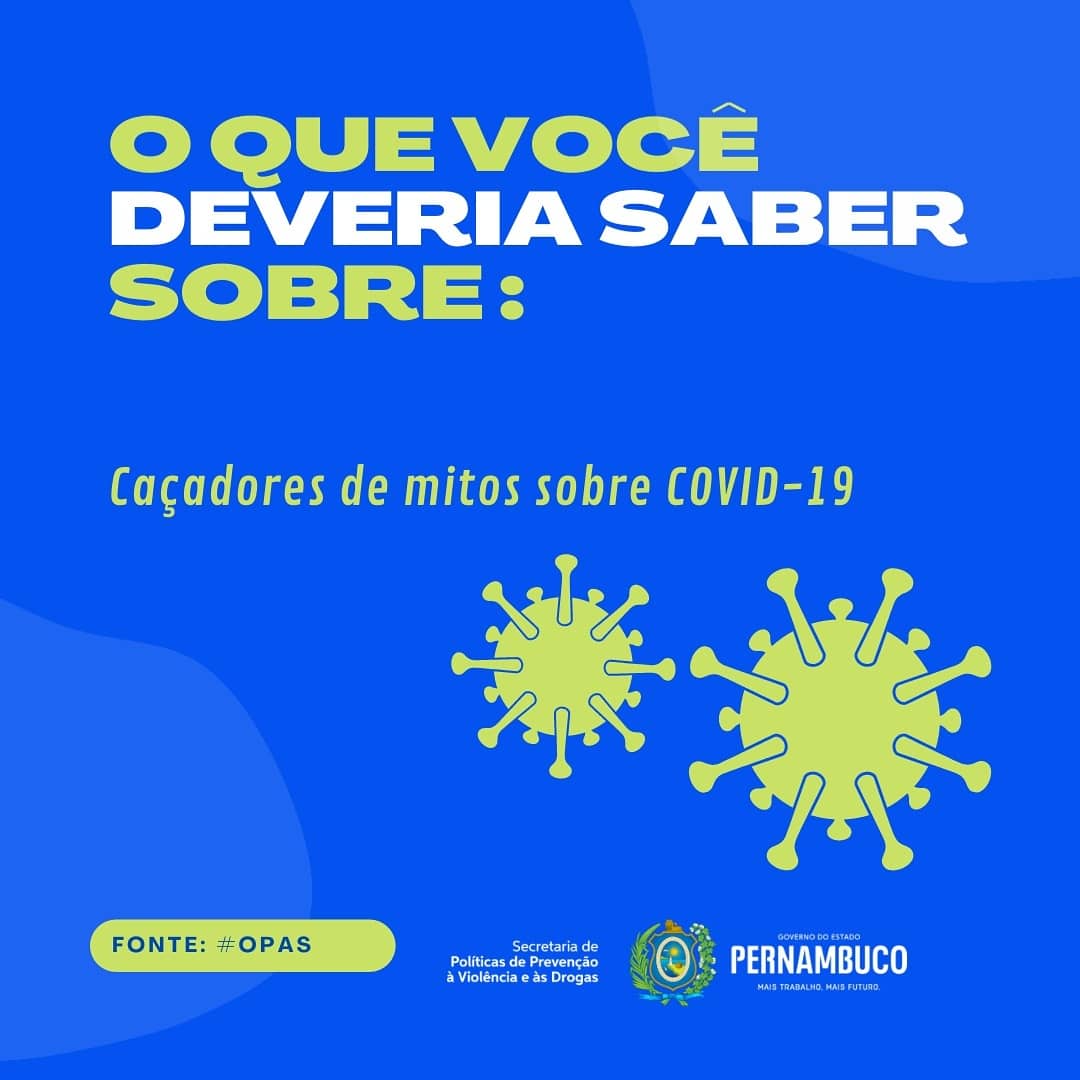 O QUE VOCÊ
DEVERIA SABER
SOBRE :
Caçadores de mitos sobre COVID-19
FONTE: #OPAS
Secretaria de
Políticas de Prevenção
à Violência e às Drogas
GOVERNO DO ESTADO
PERNAMBUCO
MAIS TRABALHO, MAIS FUTURO.